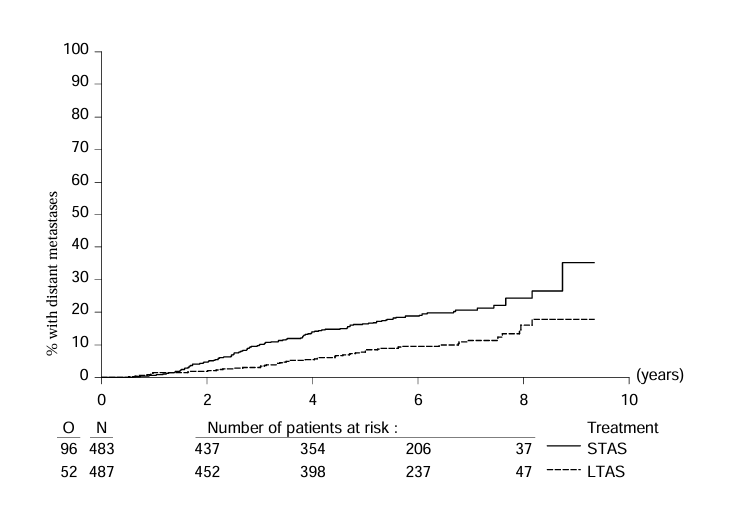 100
90
80
70
60
50
40
30
20
10
0
% with distant metastases
0 2 4 6 8 10 (years)
O N Number of patients at risk : Treatment
96 483 437 354 206 37 STAS
52 487 452 398 237 47 LTAS